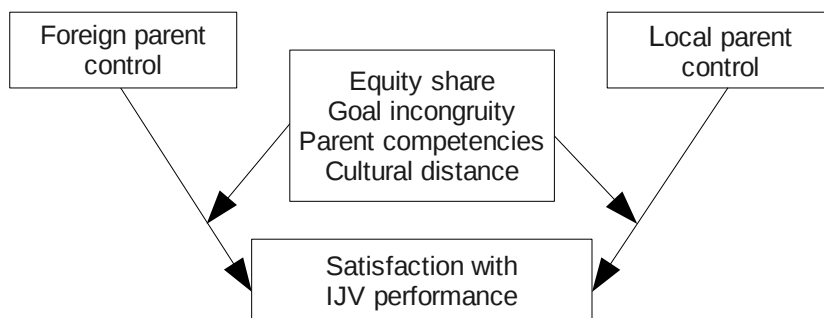 Foreign parent
control
Equity share
Goal incongruity
Parent competencies
Cultural distance
Local parent
control
Satisfaction with
IJV performance